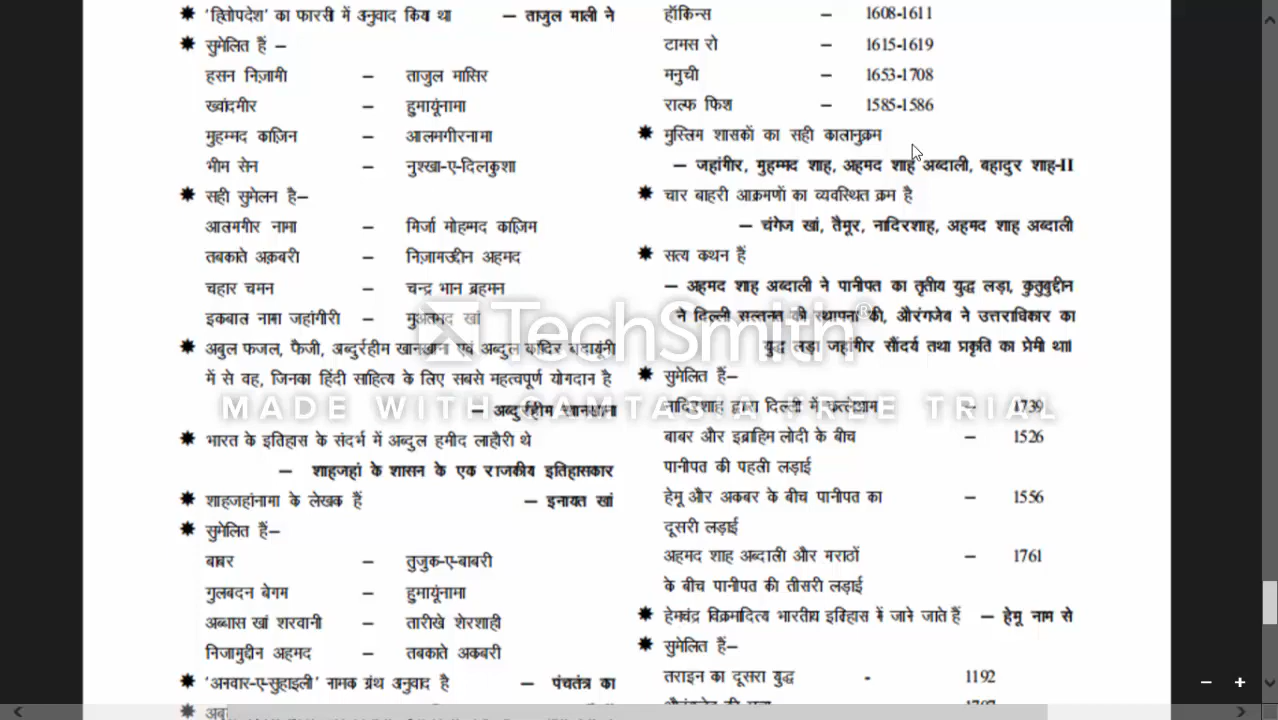 ✷ 'हितोपदेश' का फारसी में अनुवाद किय था – ताजुल माली ने
✷ सुमेलित हैं –
हसन निज़ामी – ताजुल मासिर
ख्वांदमीर – हुमायूंनामा
मुहम्मद काज़िन – आलमगीरनामा
भीम सेन – नुश्खा-ए-दिलकुशा
✷ सही सुमेलन है–
आलमगीर नामा – मिर्जा मोहम्मद काज़िम
तबकाते अक़बरी – निज़ामउद्दीन अहमद
चहार चमन – चन्द्र भान ब्रहमन
इकबाल नामा जहांगीरी – मुअतमद खां
✷ अबुल फजल, फैजी, अब्दुर्रहीम खानखाना एवं अब्दुल कादिर बदायूंनी
में से वह, जिनका हिंदी साहित्य के लिए सबसे महत्वपूर्ण योगदान है
– अब्दुर्रहीम खानखाना
✷ भारत के इतिहास के संदर्भ में अब्दुल हमीद लाहौरी थे
– शाहजहां के शासन के एक राजकीय इतिहासकार
✷ शाहजहांनामा के लेखक हैं – इनायत खां
✷ सुमेलित हैं–
बाबर – तुजुक-ए-बाबरी
गुलबदन बेगम – हुमायूंनामा
अब्बास खां शरवानी – तारीखे शेरशाही
निजामुद्दीन अहमद – तबकाते अकबरी
✷ 'अनवार-ए-सुहाइली' नामक ग्रंथ अनुवाद है – पंचतंत्र का
✷
हॉकिन्स – 1608-1611
टामस रो – 1615-1619
मनुची – 1653-1708
राल्फ फिश – 1585-1586
✷ मुस्लिम शासकों का सही कालानुक्रम
– जहांगीर, मुहम्मद शाह, अहमद शाह अब्दाली, बहादुर शाह-II
✷ चार बाहरी आक्रमणों का व्यवस्थित क्रम है
– चंगेज खां, तैमूर, नादिरशाह, अहमद शाह अब्दाली
✷ सत्य कथन हैं
– अहमद शाह अब्दाली ने पानीपत का तृतीय युद्ध लड़ा, कुतुबुद्दीन
ने दिल्ली सल्तनत की स्थापना की, औरंगजेब ने उत्तराधिकार का
युद्ध लड़ा जहांगीर सौंदर्य तथा प्रकृति का प्रेमी था।
✷ सुमेलित हैं–
नादिरशाह द्वारा दिल्ली में कत्लेआम – 1739
बाबर और इब्राहिम लोदी के बीच – 1526
पानीपत की पहली लड़ाई
हेमू और अकबर के बीच पानीपत का – 1556
दूसरी लड़ाई
अहमद शाह अब्दाली और मराठों – 1761
के बीच पानीपत की तीसरी लड़ाई
✷ हेमचंद्र विक्रमादित्य भारतीय इतिहास में जाने जाते हैं – हेमू नाम से
✷ सुमेलित हैं–
तराइन का दूसरा युद्ध - 1192
TechSmith®
MADE WITH CAMTASIA FREE TRIAL